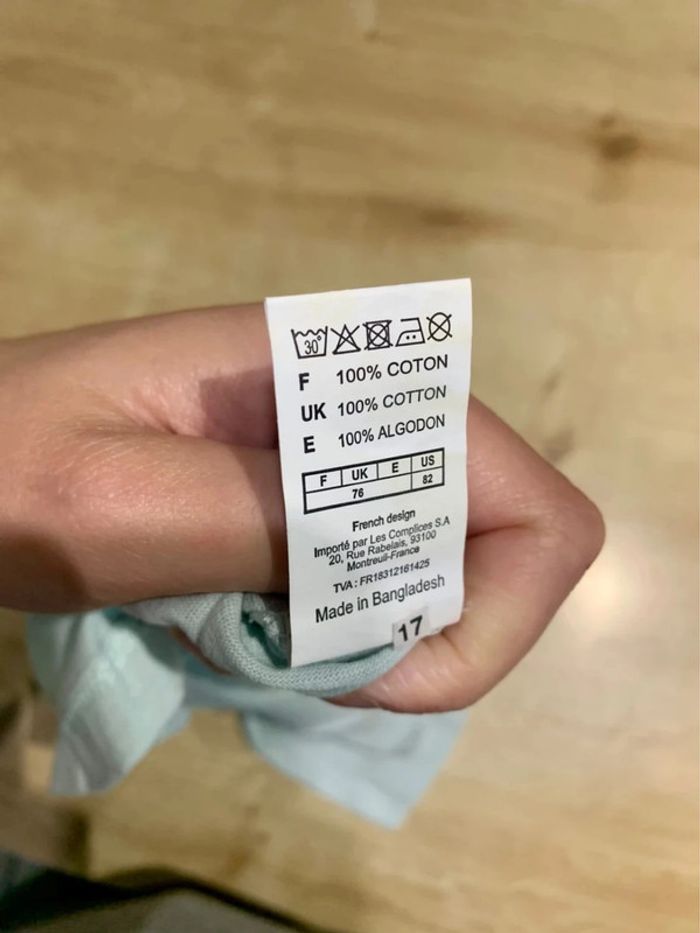 30°
F 100% COTON
UK 100% COTTON
E 100% ALGODON
F UK E US
76 82
French design
Importé par Les Complices S.A
20, Rue Rabelais, 93100
Montreuil-France
TVA : FR18312161425
Made in Bangladesh
17